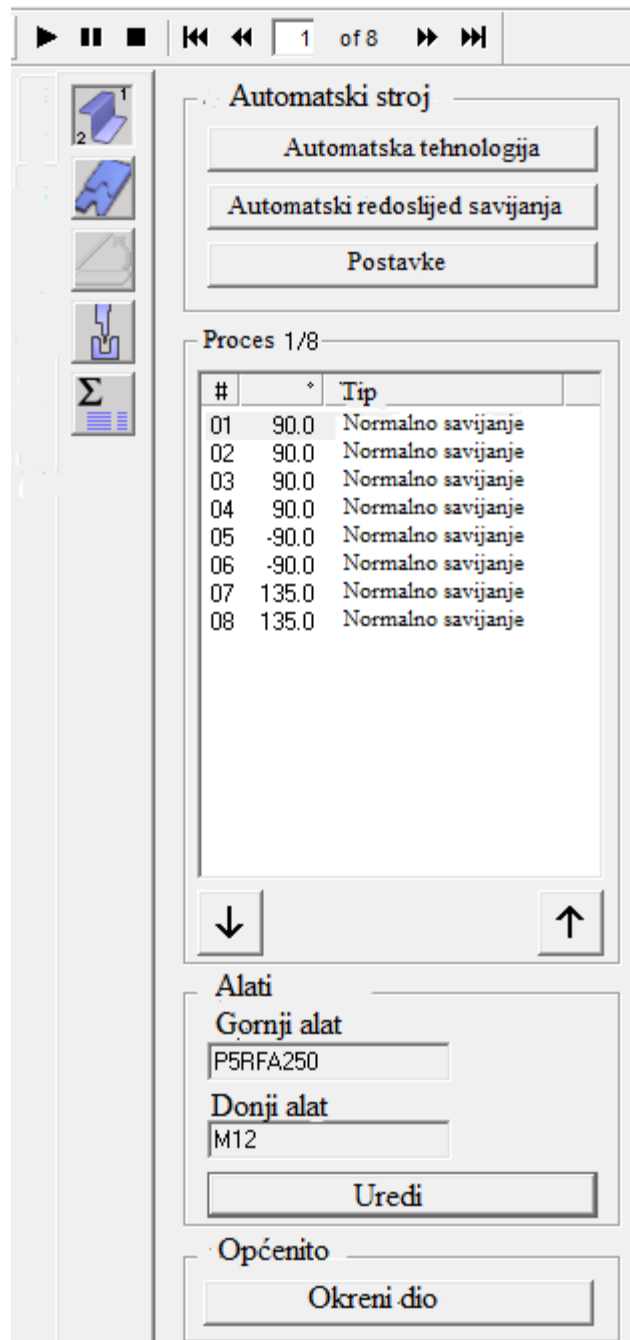 1 of 8
1
2
Automatski stroj
Automatska tehnologija
Automatski redoslijed savijanja
Postavke
Σ
Proces 1/8
# ° Tip
01 90.0 Normalno savijanje
02 90.0 Normalno savijanje
03 90.0 Normalno savijanje
04 90.0 Normalno savijanje
05 -90.0 Normalno savijanje
06 -90.0 Normalno savijanje
07 135.0 Normalno savijanje
08 135.0 Normalno savijanje
Alati
Gornji alat
P5RFA250
Donji alat
M12
Uredi
Općenito
Okreni dio